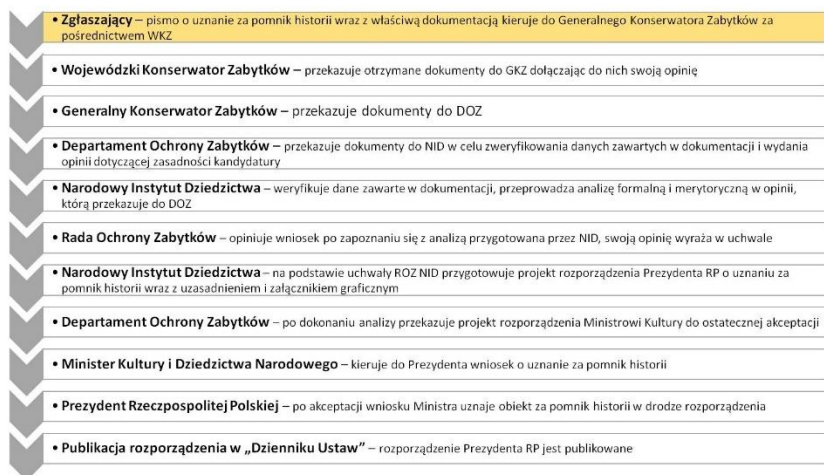 • Zgłaszający – pismo o uznanie za pomnik historii wraz z właściwą dokumentacją kieruje do Generalnego Konserwatora Zabytków za
pośrednictwem WKZ
• Wojewódzki Konserwator Zabytków – przekazuje otrzymane dokumenty do GKZ dołączając do nich swoją opinię
• Generalny Konserwator Zabytków – przekazuje dokumenty do DOZ
• Departament Ochrony Zabytków – przekazuje dokumenty do NID w celu zweryfikowania danych zawartych w dokumentacji i wydania
opinii dotyczącej zasadności kandydatury
• Narodowy Instytut Dziedzictwa – weryfikuje dane zawarte w dokumentacji, przeprowadza analizę formalną i merytoryczną w opinii,
którą przekazuje do DOZ
• Rada Ochrony Zabytków – opiniuje wniosek po zapoznaniu się z analizą przygotowana przez NID, swoją opinię wyraża w uchwale
• Narodowy Instytut Dziedzictwa – na podstawie uchwały ROZ NID przygotowuje projekt rozporządzenia Prezydenta RP o uznaniu za
pomnik historii wraz z uzasadnieniem i załącznikiem graficznym
• Departament Ochrony Zabytków – po dokonaniu analizy przekazuje projekt rozporządzenia Ministrowi Kultury do ostatecznej akceptacji
• Minister Kultury i Dziedzictwa Narodowego – kieruje do Prezydenta wniosek o uznanie za pomnik historii
• Prezydent Rzeczpospolitej Polskiej – po akceptacji wniosku Ministra uznaje obiekt za pomnik historii w drodze rozporządzenia
• Publikacja rozporządzenia w „Dzienniku Ustaw” – rozporządzenie Prezydenta RP jest publikowane